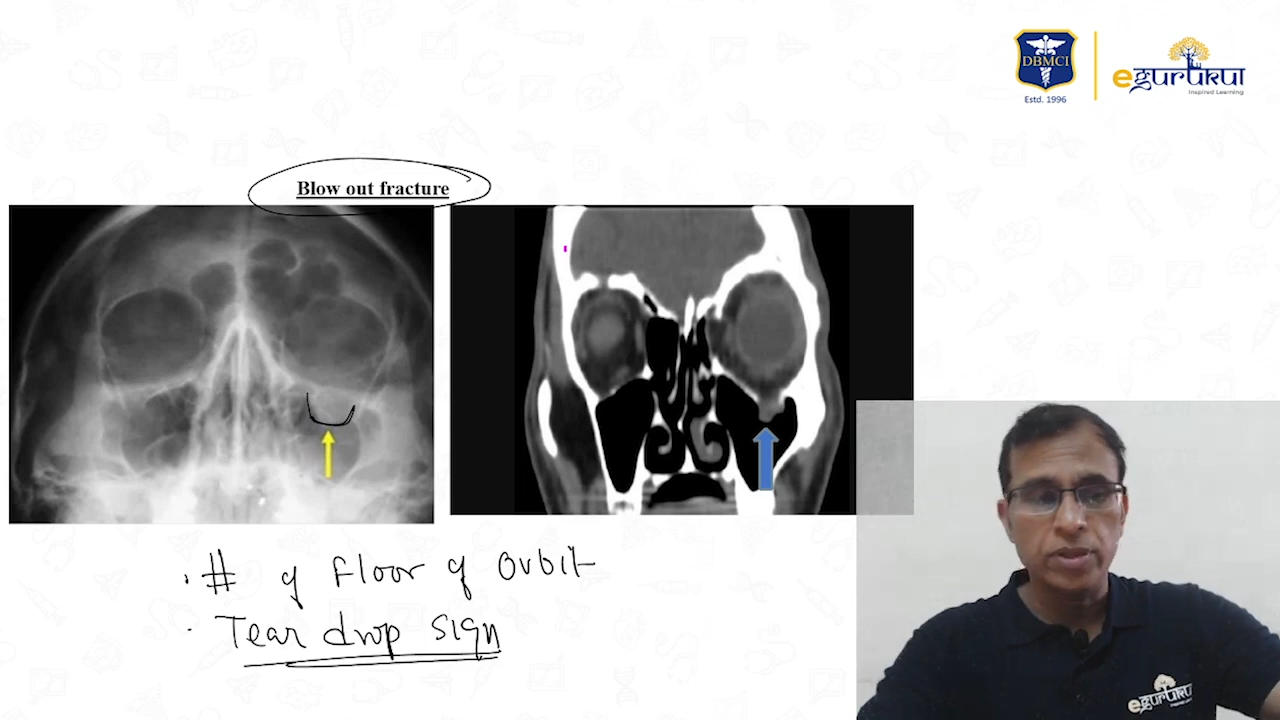 DBMCI
Estd. 1996
eGurukul
Inspired Learning
Blow out fracture
· # of Floor of orbit
· Tear drop sign
eGurukul